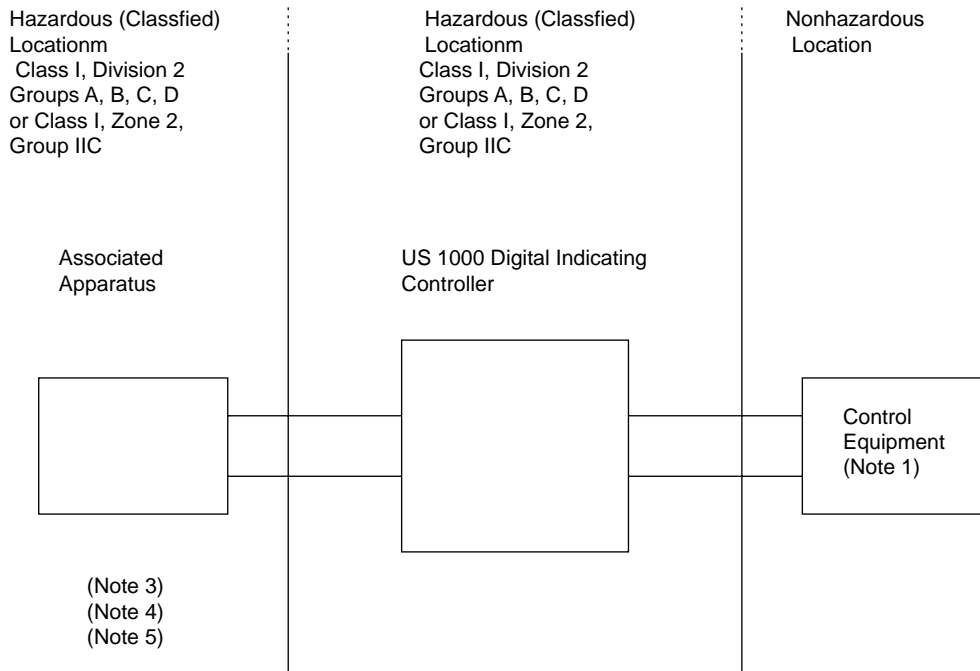 Hazardous (Classfied)
Locationm
Class I, Division 2
Groups A, B, C, D
or Class I, Zone 2,
Group IIC
Hazardous (Classfied)
Locationm
Class I, Division 2
Groups A, B, C, D
or Class I, Zone 2,
Group IIC
Nonhazardous
Location
Associated
Apparatus
US 1000 Digital Indicating
Controller
Control
Equipment
(Note 1)
(Note 3)
(Note 4)
(Note 5)